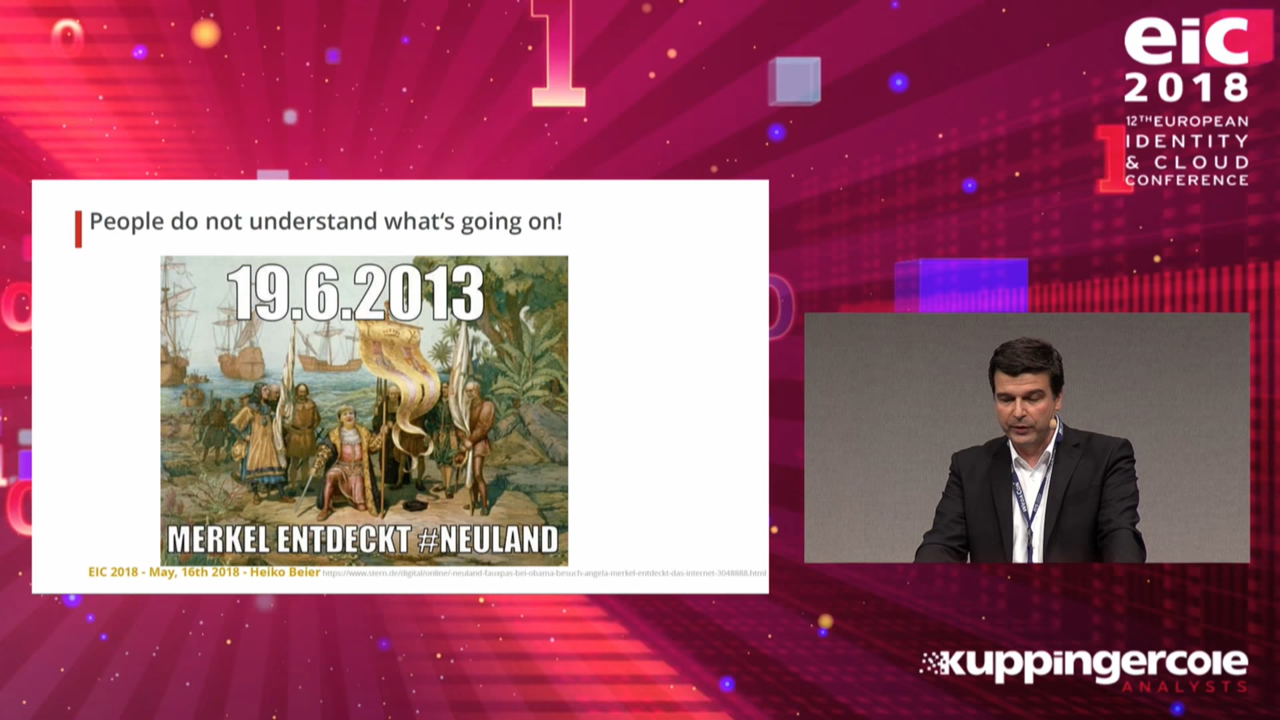 eic
2018
12TH EUROPEAN
IDENTITY
& CLOUD
CONFERENCE
People do not understand what‘s going on!
19.6.2013
MERKEL ENTDECKT #NEULAND
EIC 2018 - May, 16th 2018 - Heiko Beier https://www.stern.de/digital/online/-neuland-fauxpas-bei-obama-besuch-angela-merkel-entdeckt-das-internet-3048888.html
kuppingercole
ANALYSTS